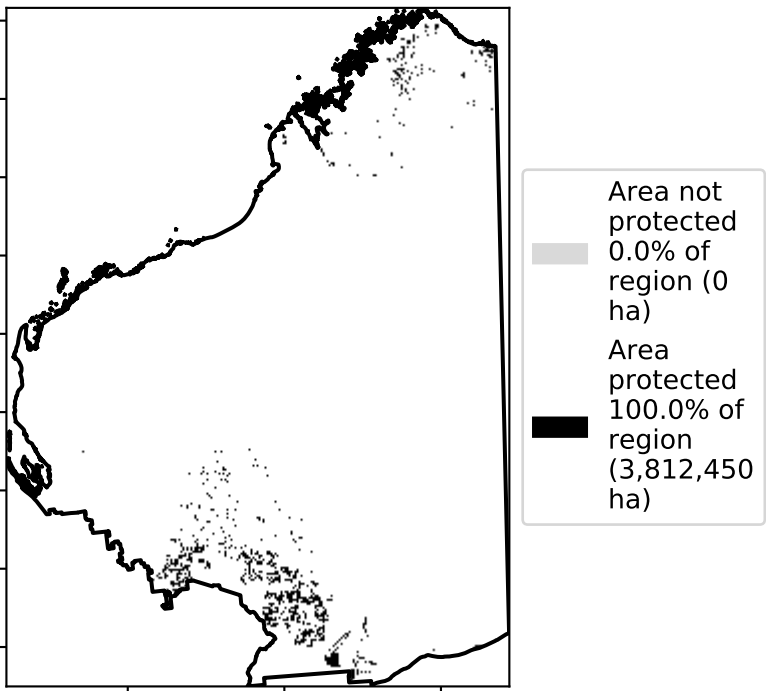 Area not
protected
0.0% of
region (0
ha)
Area
protected
100.0% of
region
(3,812,450
ha)